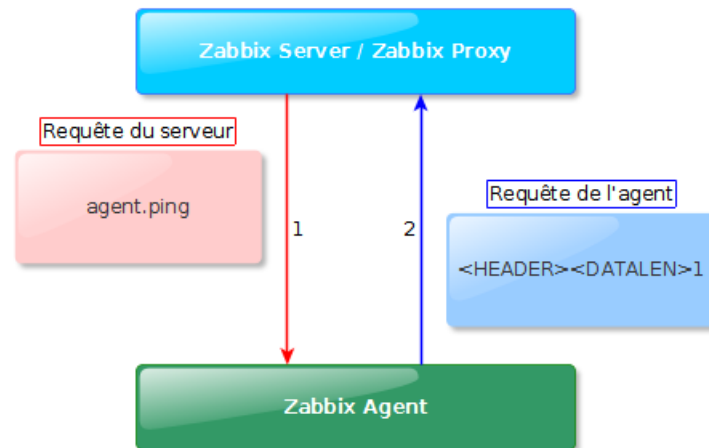 Zabbix Server / Zabbix Proxy
Requête du serveur
agent.ping
1
2
Requête de l'agent
<HEADER><DATALEN>1
Zabbix Agent